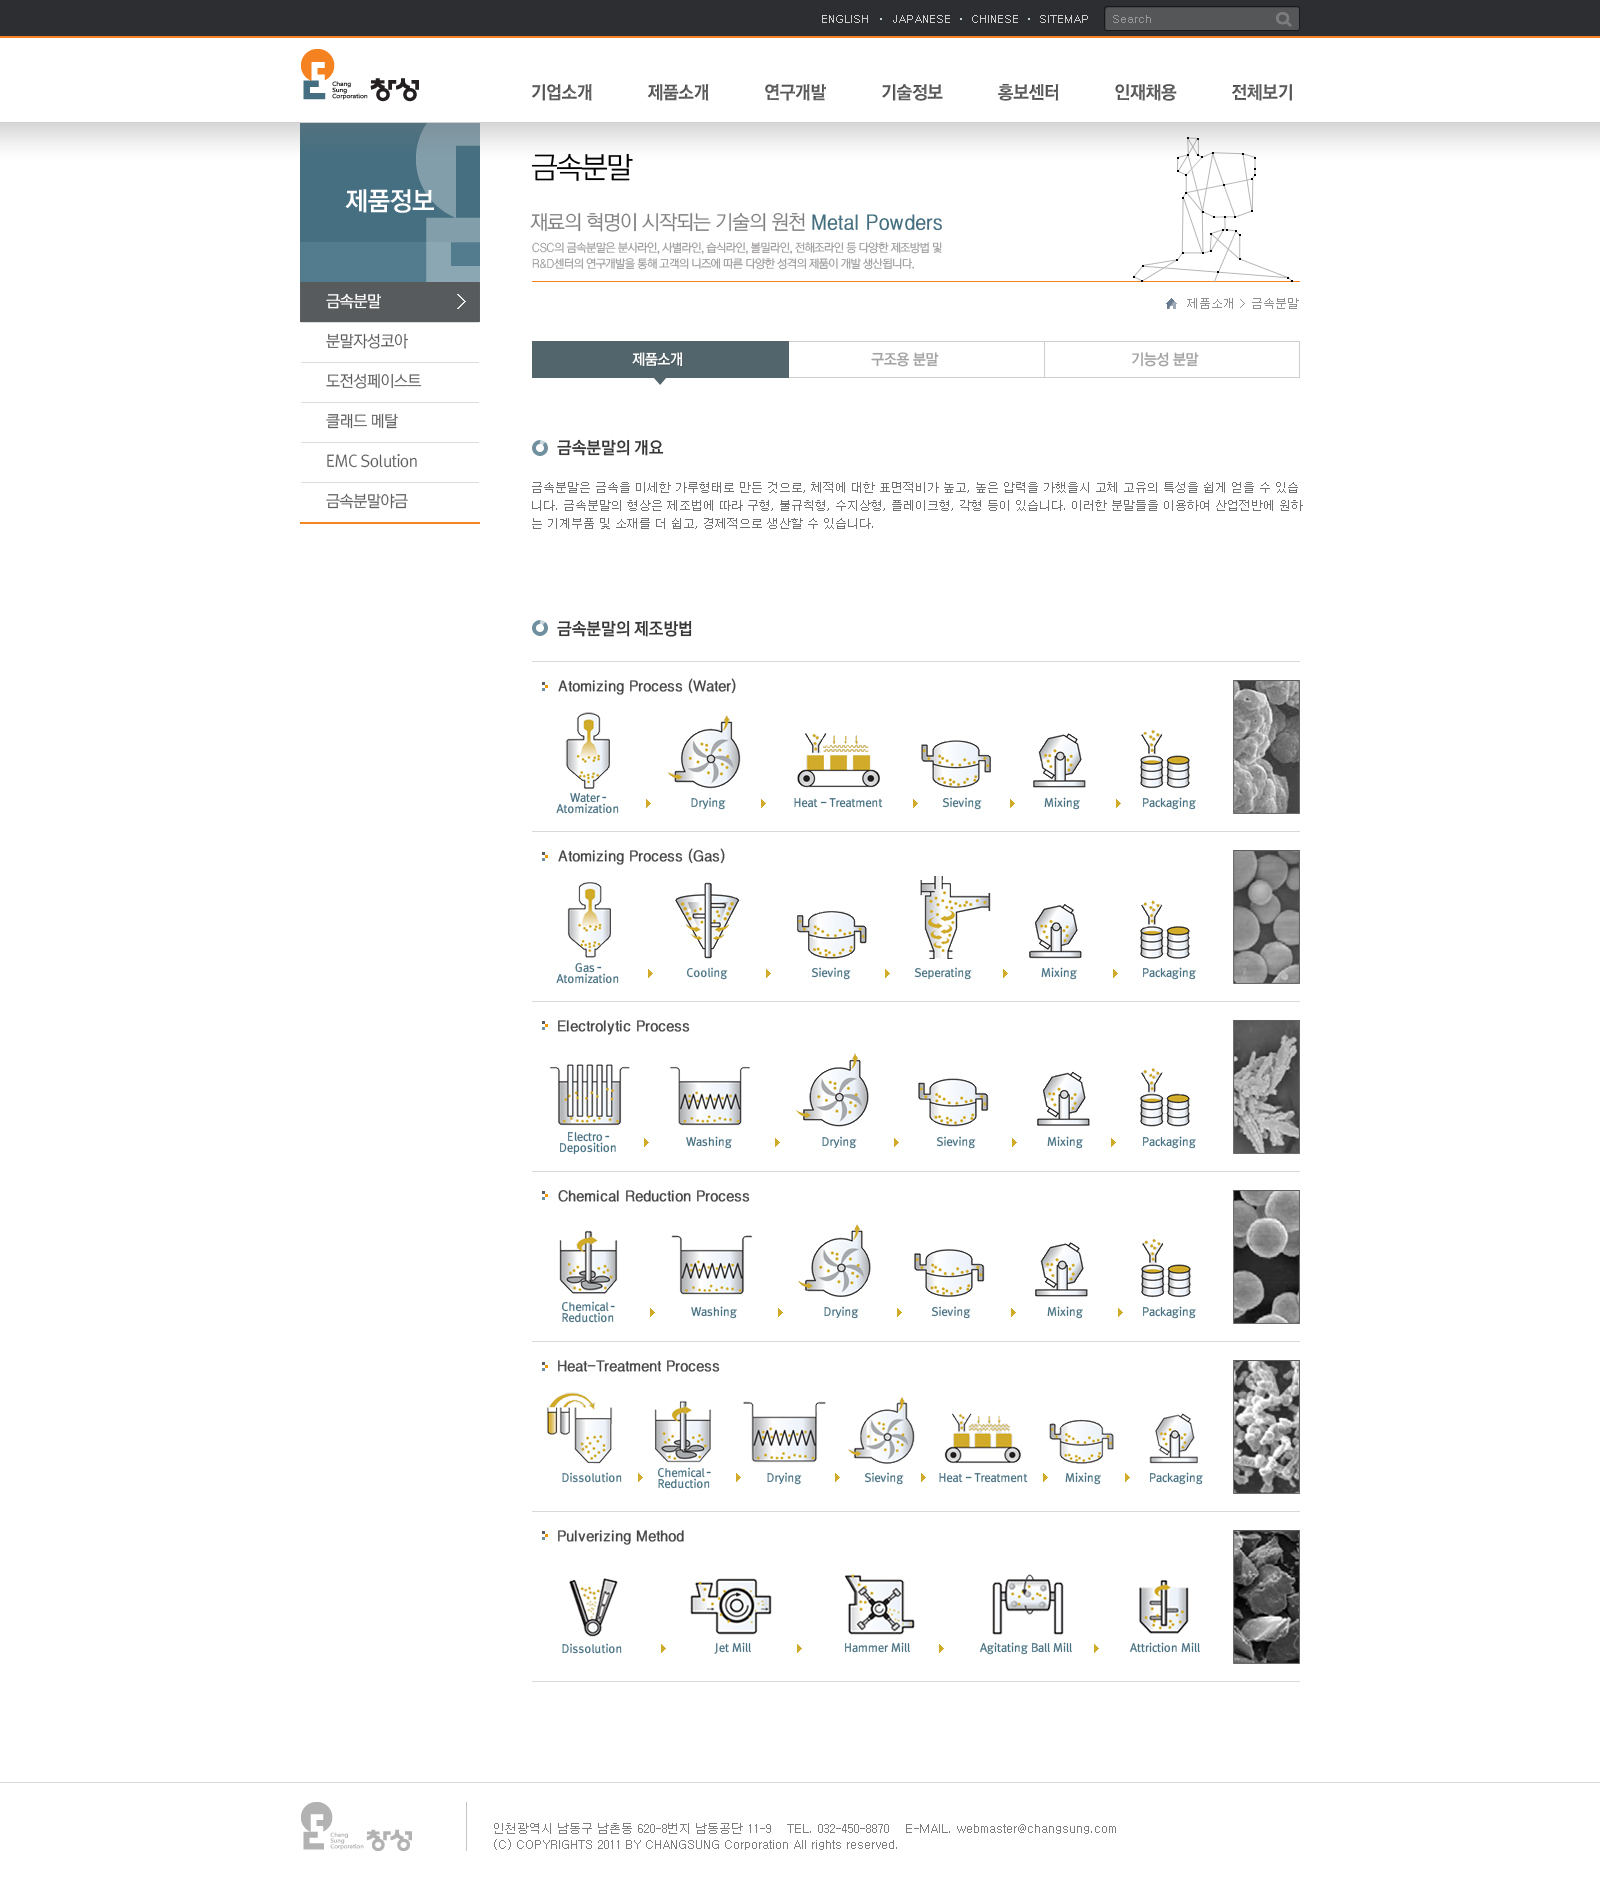 ENGLISH · JAPANESE · CHINESE · SITEMAP
Search
Chang
Sung
Corporation 창성
기업소개 제품소개 연구개발 기술정보 홍보센터 인재채용 전체보기
제품정보
금속분말
분말자성코아
도전성페이스트
클래드 메탈
EMC Solution
금속분말야금
금속분말
재료의 혁명이 시작되는 기술의 원천 Metal Powders
CSC의 금속분말은 분사라인, 사별라인, 습식라인, 볼밀라인, 전해조라인 등 다양한 제조방법 및
R&D센터의 연구개발을 통해 고객의 니즈에 따른 다양한 성격의 제품이 개발 생산됩니다.
제품소개 > 금속분말
제품소개 구조용 분말 기능성 분말
금속분말의 개요
금속분말은 금속을 미세한 가루형태로 만든 것으로, 체적에 대한 표면적비가 높고, 높은 압력을 가했을시 고체 고유의 특성을 쉽게 얻을 수 있습
니다. 금속분말의 형상은 제조법에 따라 구형, 불규칙형, 수지상형, 플레이크형, 각형 등이 있습니다. 이러한 분말들을 이용하여 산업전반에 원하
는 기계부품 및 소재를 더 쉽고, 경제적으로 생산할 수 있습니다.
금속분말의 제조방법
Atomizing Process (Water)
Water-
Atomization
Drying
Heat - Treatment
Sieving
Mixing
Packaging
Atomizing Process (Gas)
Gas-
Atomization
Cooling
Sieving
Seperating
Mixing
Packaging
Electrolytic Process
Electro-
Deposition
Washing
Drying
Sieving
Mixing
Packaging
Chemical Reduction Process
Chemical-
Reduction
Washing
Drying
Sieving
Mixing
Packaging
Heat-Treatment Process
Dissolution
Chemical-
Reduction
Drying
Sieving
Heat - Treatment
Mixing
Packaging
Pulverizing Method
Dissolution
Jet Mill
Hammer Mill
Agitating Ball Mill
Attriction Mill
Chang
Sung
Corporation 창성
인천광역시 남동구 남촌동 620-8번지 남동공단 11-9 TEL. 032-450-8870 E-MAIL. webmaster@changsung.com
(C) COPYRIGHTS 2011 BY CHANGSUNG Corporation All rights reserved.